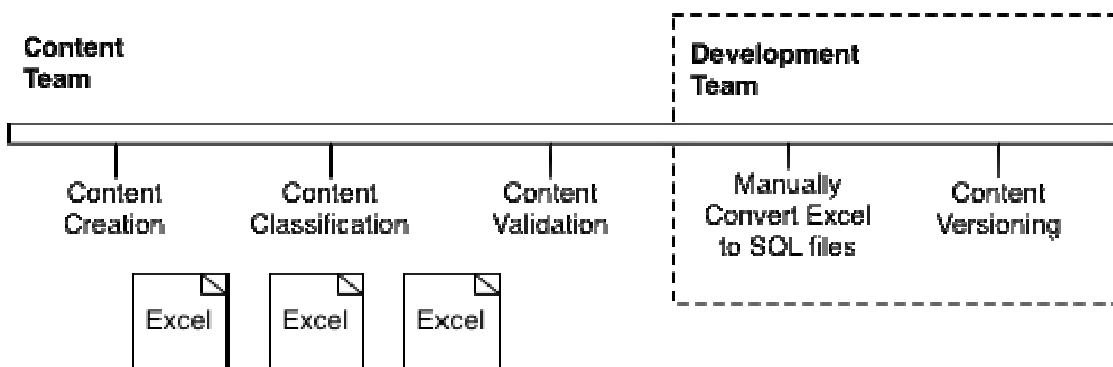 Content
Team
Development
Team
Content
Creation
Content
Classification
Content
Validation
Manually
Convert Excel
to SQL files
Content
Versioning
Excel
Excel
Excel